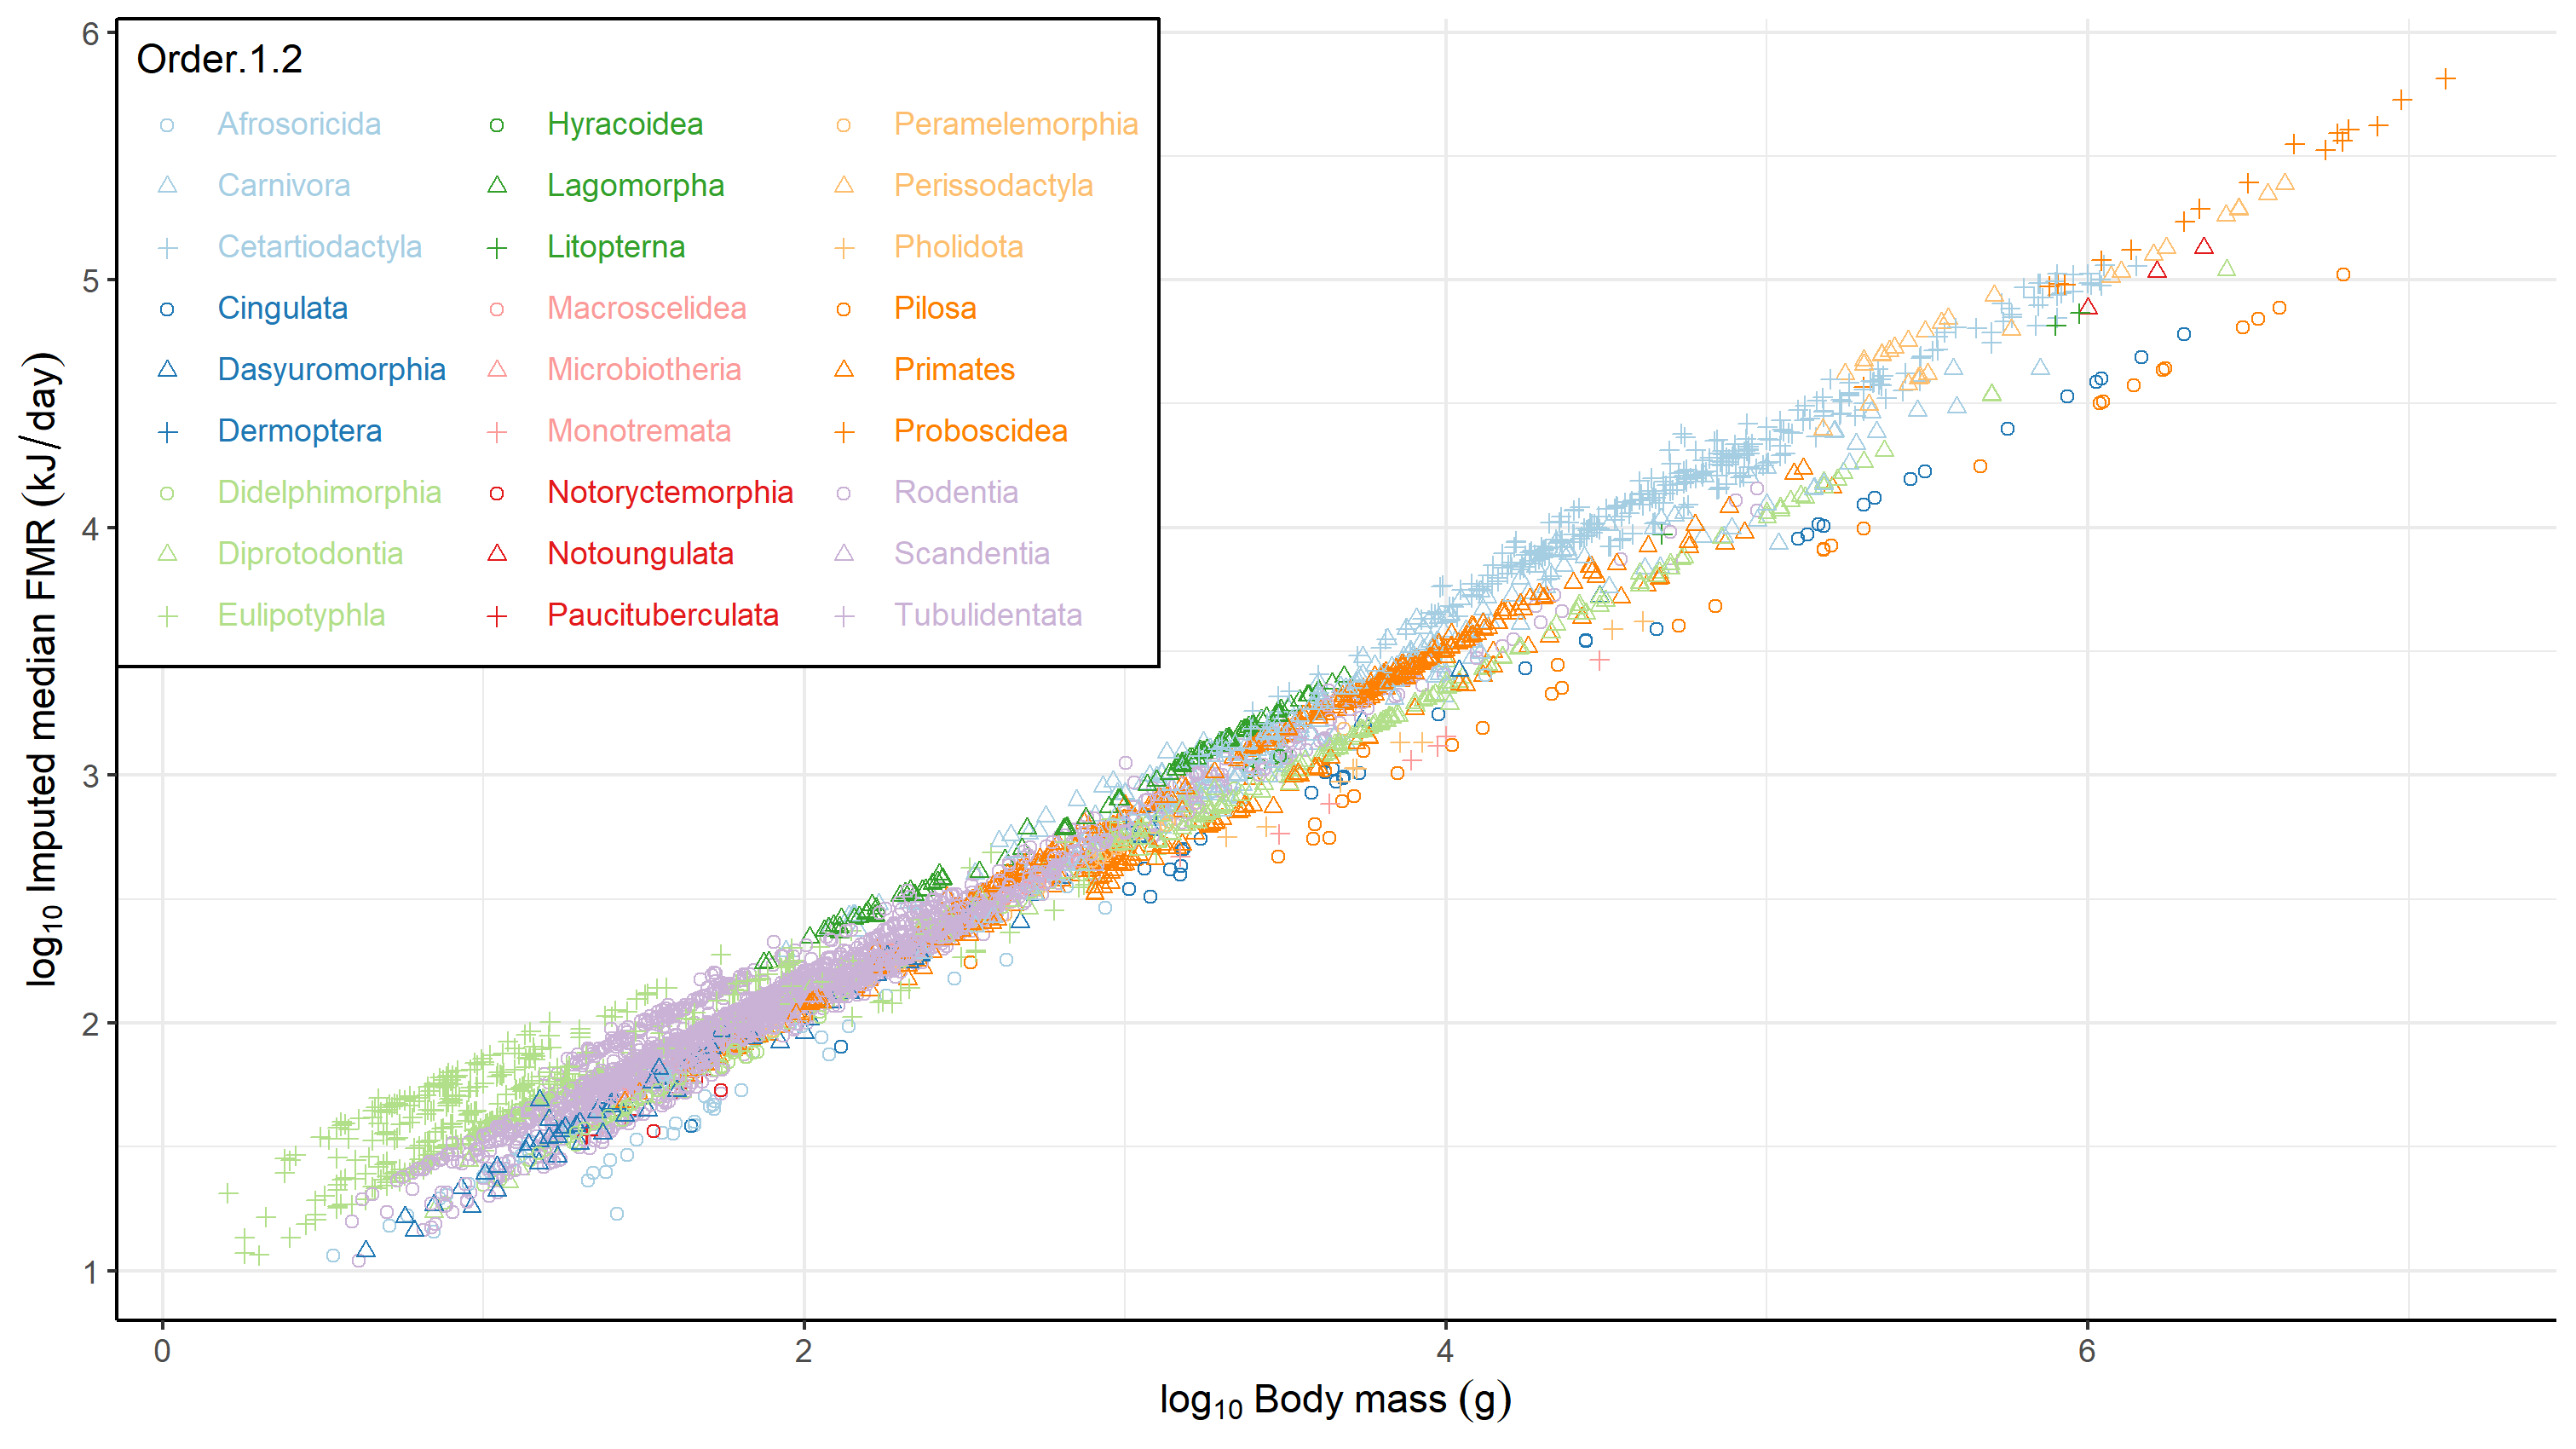 Order.1.2
Afrosoricida Hyracoidea Peramelemorphia
Carnivora Lagomorpha Perissodactyla
Cetartiodactyla Litopterna Pholidota
Cingulata Macroscelidea Pilosa
Dasyuromorphia Microbiotheria Primates
Dermoptera Monotremata Proboscidea
Didelphimorphia Notoryctemorphia Rodentia
Diprotodontia Notoungulata Scandentia
Eulipotyphla Paucituberculata Tubulidentata
6
5
4
3
2
1
log10 Imputed median FMR (kJ/day)
0 2 4 6
log10 Body mass (g)